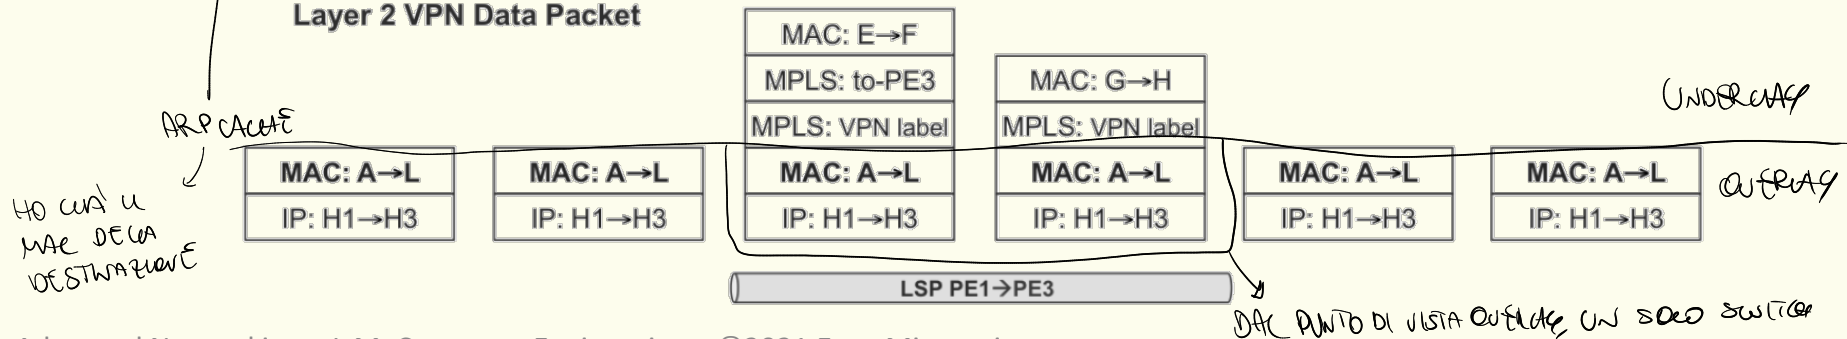 Layer 2 VPN Data Packet
MAC: E→F
MPLS: to-PE3
MAC: G→H
UNDERLAY
ARP CACHE
MPLS: VPN label
MPLS: VPN label
MAC: A→L
MAC: A→L
MAC: A→L
MAC: A→L
MAC: A→L
MAC: A→L
OVERLAY
IP: H1→H3
IP: H1→H3
IP: H1→H3
IP: H1→H3
IP: H1→H3
IP: H1→H3
HO GIÀ IL
MAC DELLA
DESTINAZIONE
LSP PE1→PE3
DAL PUNTO DI VISTA OVERLAY, UN SOLO SWITCH